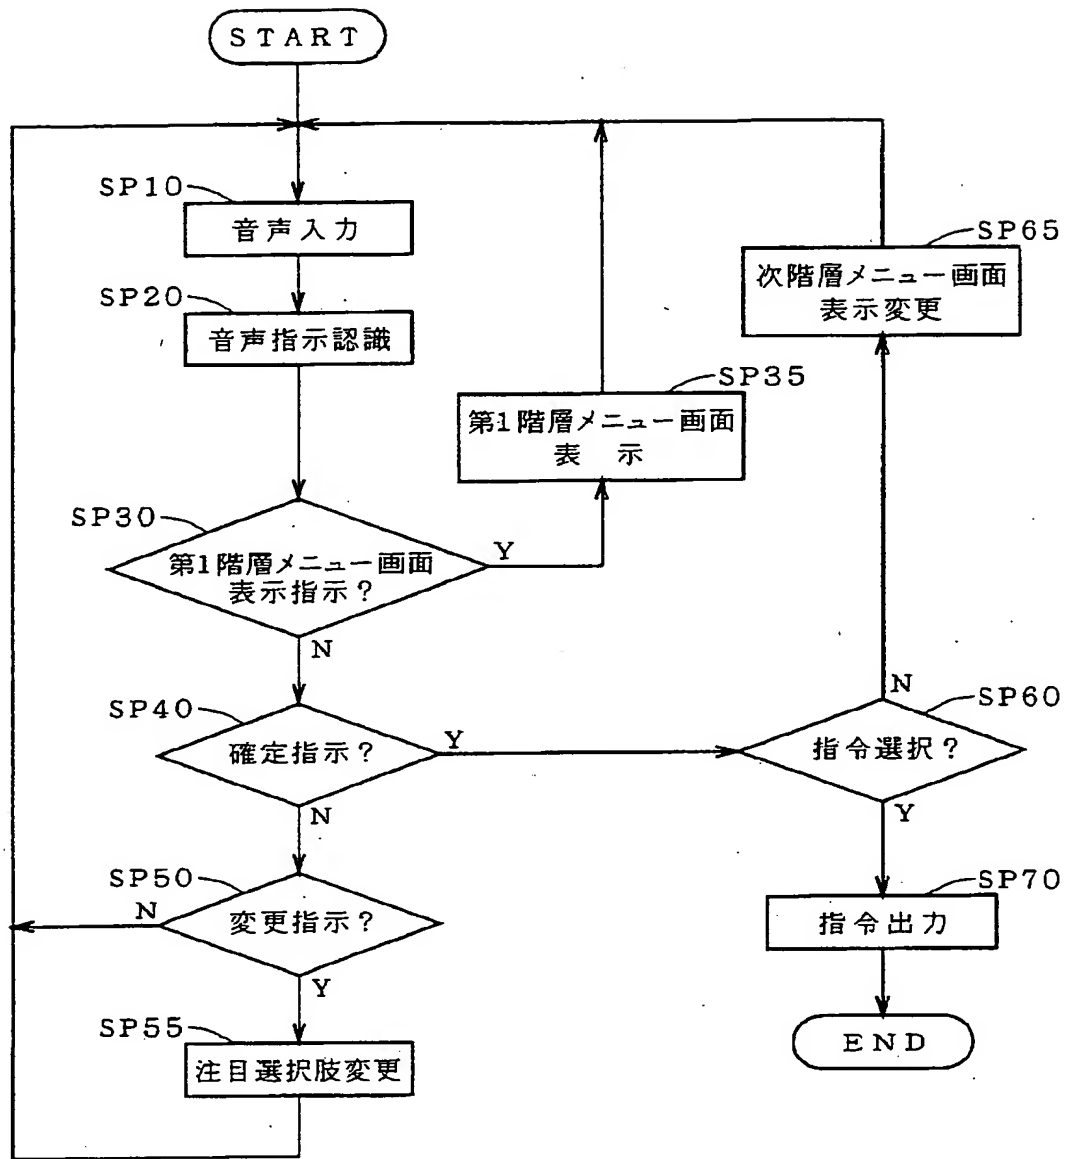 START
SP10
音声入力
SP20
音声指示認識
SP30
第1階層メニュー画面
表示指示?
Y
N
SP35
第1階層メニュー画面
表 示
SP40
確定指示?
Y
N
SP50
変更指示?
N
Y
SP55
注目選択肢変更
SP65
次階層メニュー画面
表示変更
N
SP60
指令選択?
Y
SP70
指令出力
END